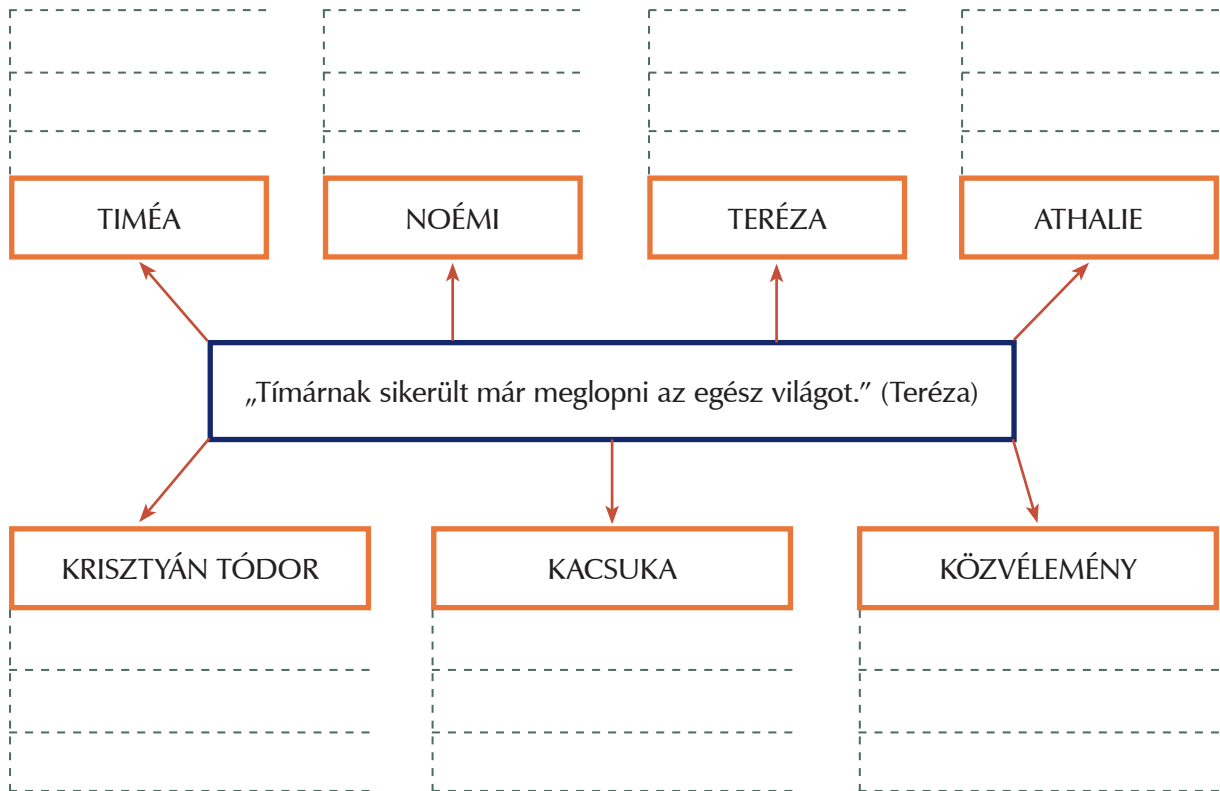 TIMÉA
NOÉMI
TERÉZA
ATHALIE
„Tímárnak sikerült már meglopni az egész világot.” (Teréza)
KRISZTYÁN TÓDOR
KACSUKA
KÖZVÉLEMÉNY